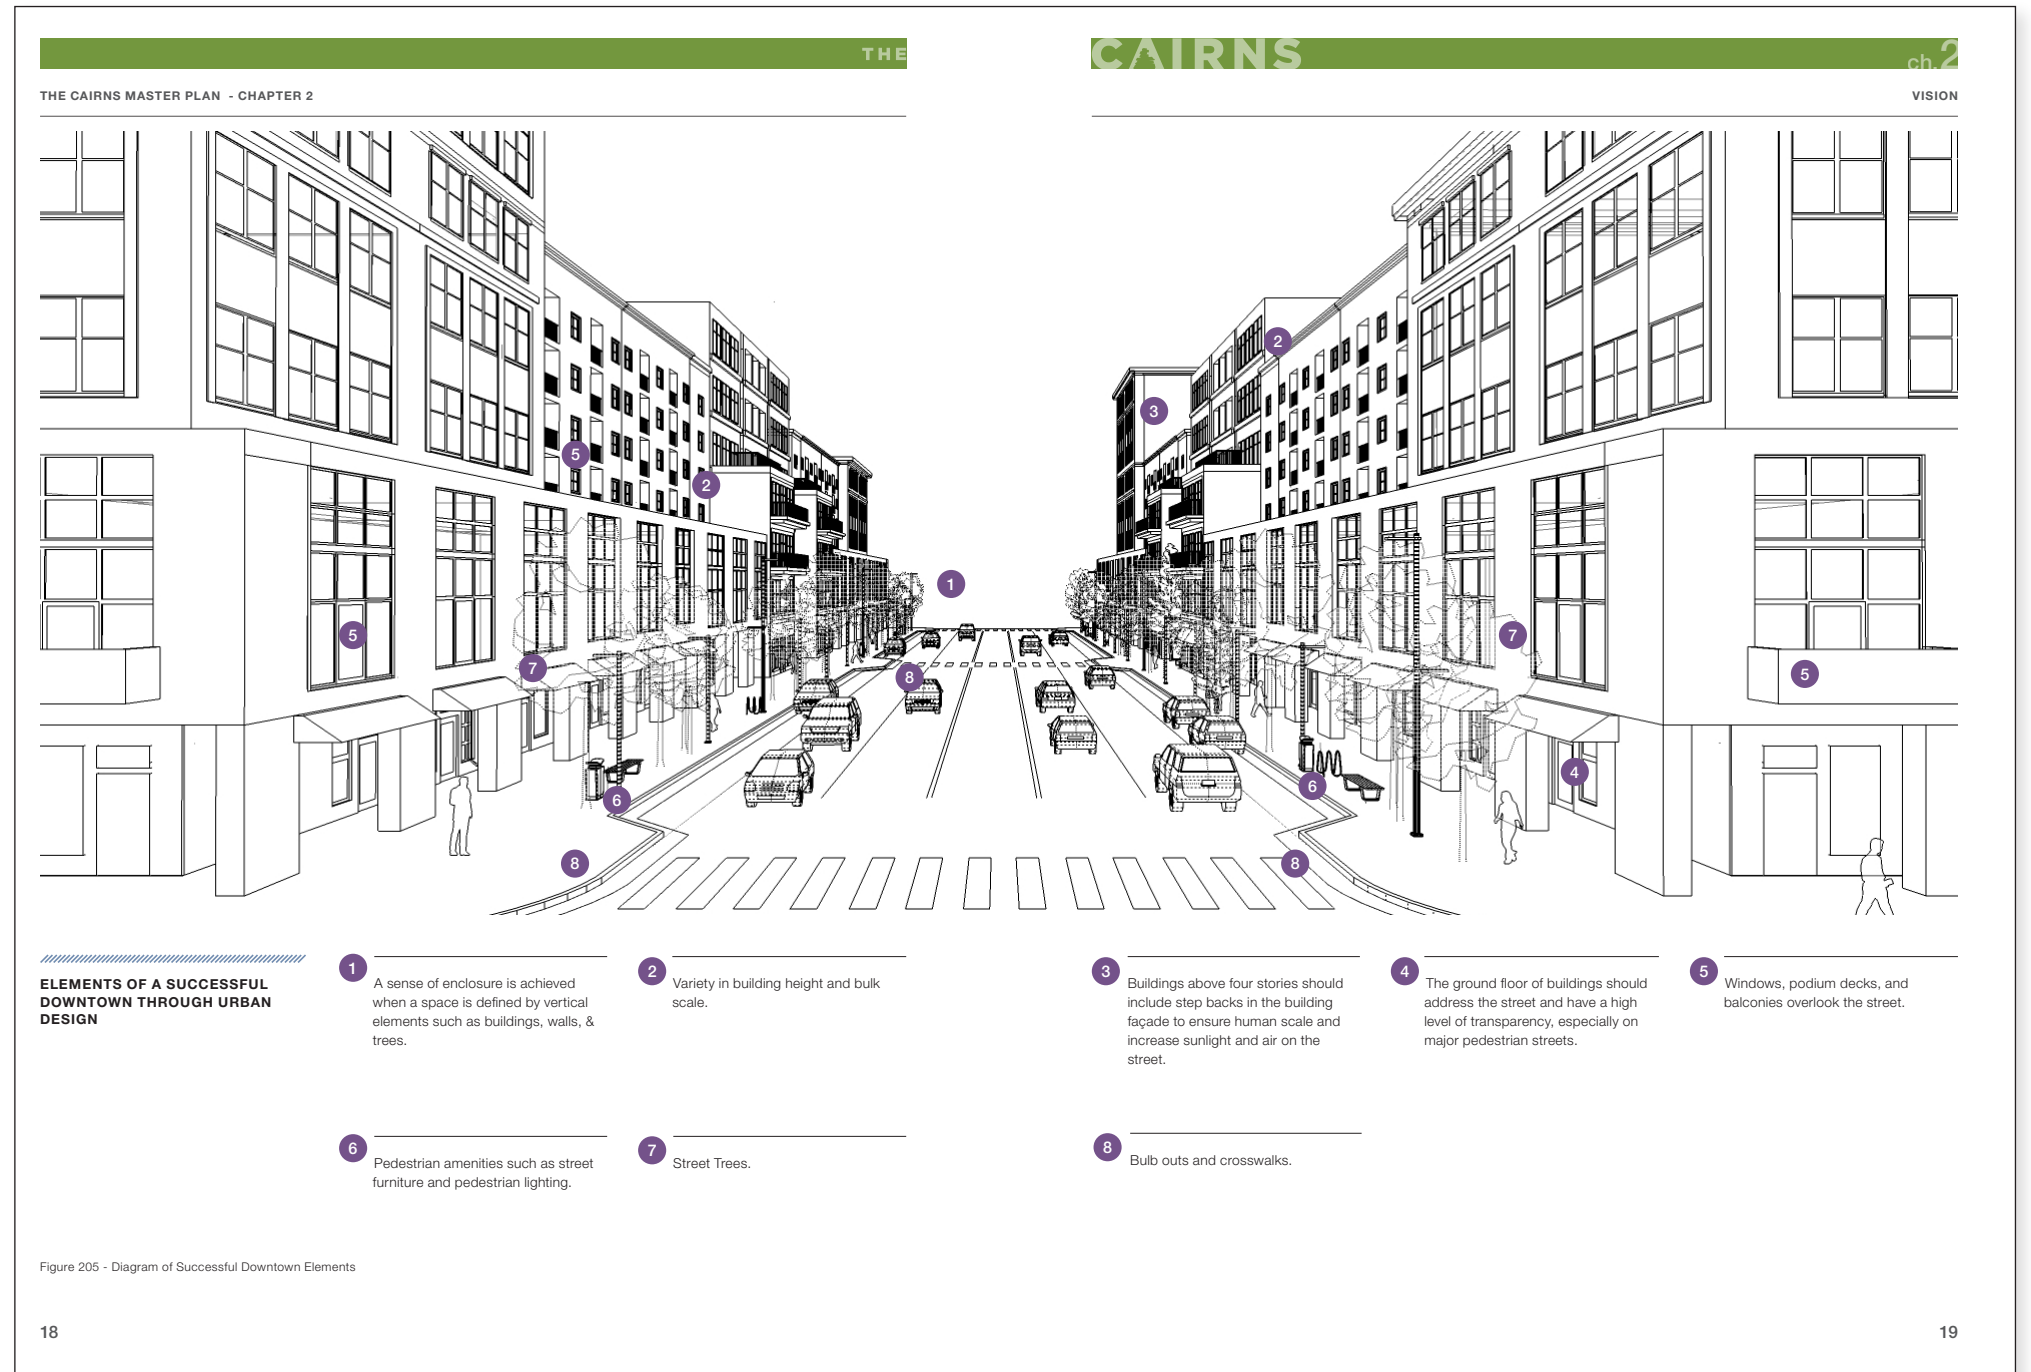 THE
CAIRNS
ch.2
THE CAIRNS MASTER PLAN - CHAPTER 2
VISION
2
3
5
2
1
5
7
7
5
8
4
6
6
8
8
ELEMENTS OF A SUCCESSFUL
DOWNTOWN THROUGH URBAN
DESIGN
1
A sense of enclosure is achieved
when a space is defined by vertical
elements such as buildings, walls, &
trees.
2
Variety in building height and bulk
scale.
3
Buildings above four stories should
include step backs in the building
façade to ensure human scale and
increase sunlight and air on the
street.
4
The ground floor of buildings should
address the street and have a high
level of transparency, especially on
major pedestrian streets.
5
Windows, podium decks, and
balconies overlook the street.
6
Pedestrian amenities such as street
furniture and pedestrian lighting.
7
Street Trees.
8
Bulb outs and crosswalks.
Figure 205 - Diagram of Successful Downtown Elements
18
19